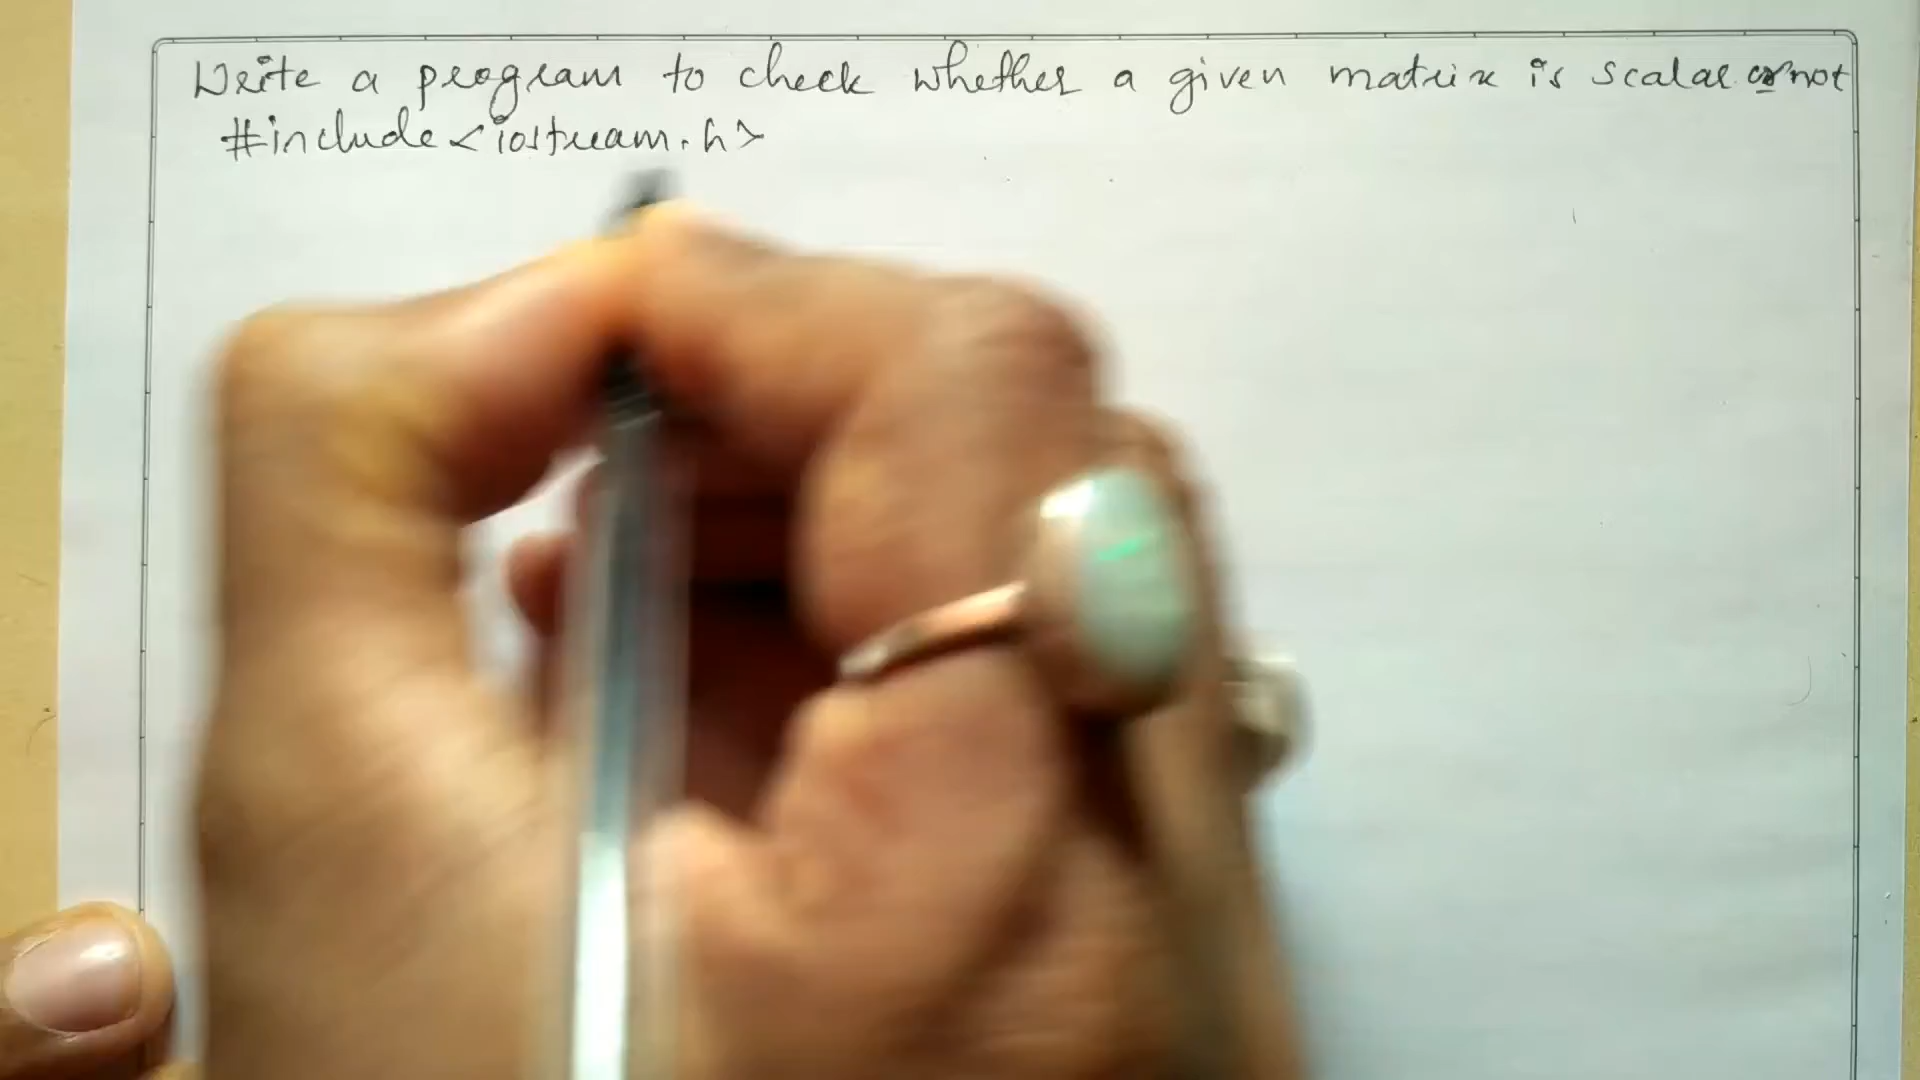 Write a program to check whether a given matrix is scalar or not
#include<iostream.h>